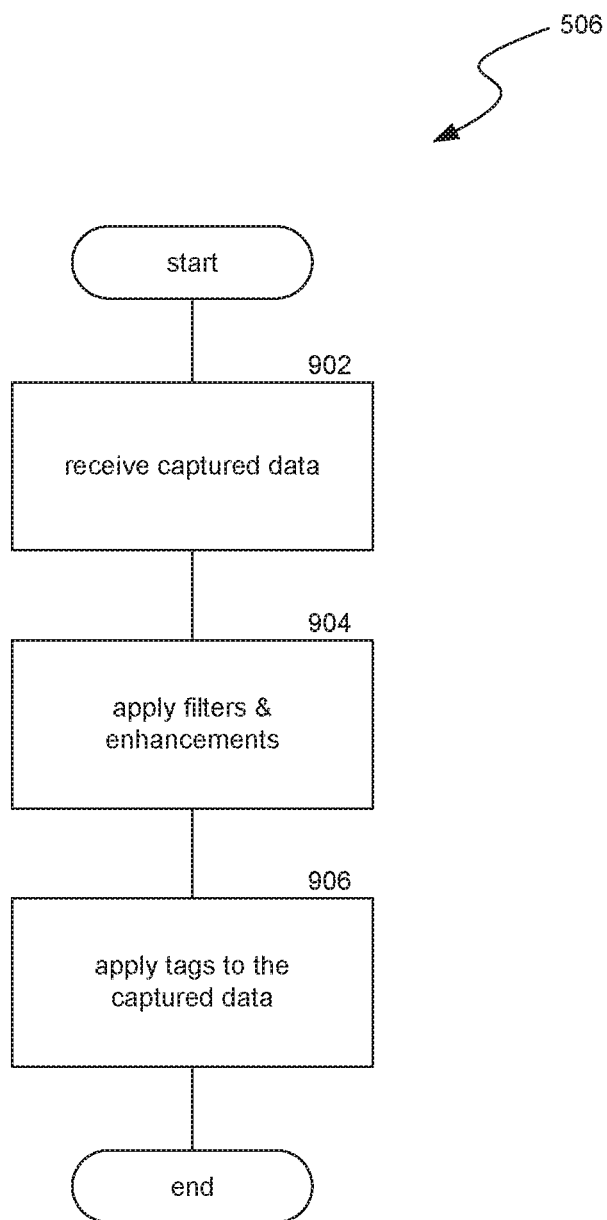 506
start
902
receive captured data
904
apply filters &
enhancements
906
apply tags to the
captured data
end